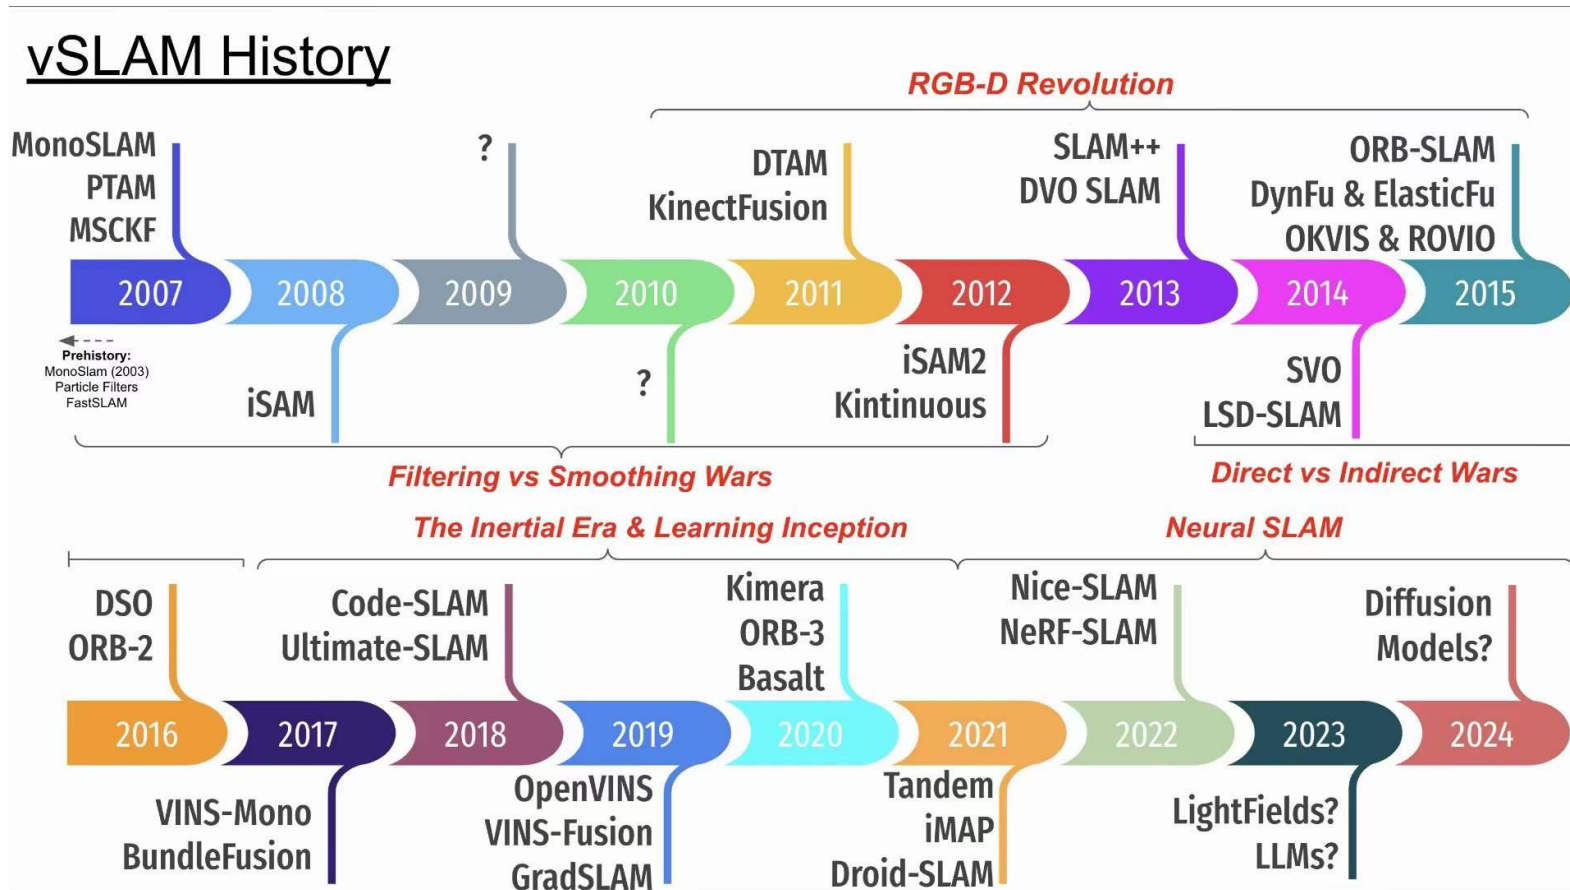 vSLAM History
RGB-D Revolution
MonoSLAM
PTAM
MSCKF
?
DTAM
KinectFusion
SLAM++
DVO SLAM
ORB-SLAM
DynFu & ElasticFu
OKVIS & ROVIO
2007
2008
2009
2010
2011
2012
2013
2014
2015
Prehistory:
MonoSlam (2003)
Particle Filters
FastSLAM
iSAM
?
iSAM2
Kintinuous
SVO
LSD-SLAM
Filtering vs Smoothing Wars
Direct vs Indirect Wars
The Inertial Era & Learning Inception
Neural SLAM
DSO
ORB-2
Code-SLAM
Ultimate-SLAM
Kimera
ORB-3
Basalt
Nice-SLAM
NeRF-SLAM
Diffusion
Models?
2016
2017
2018
2019
2020
2021
2022
2023
2024
VINS-Mono
BundleFusion
OpenVINS
VINS-Fusion
GradSLAM
Tandem
iMAP
Droid-SLAM
LightFields?
LLMs?